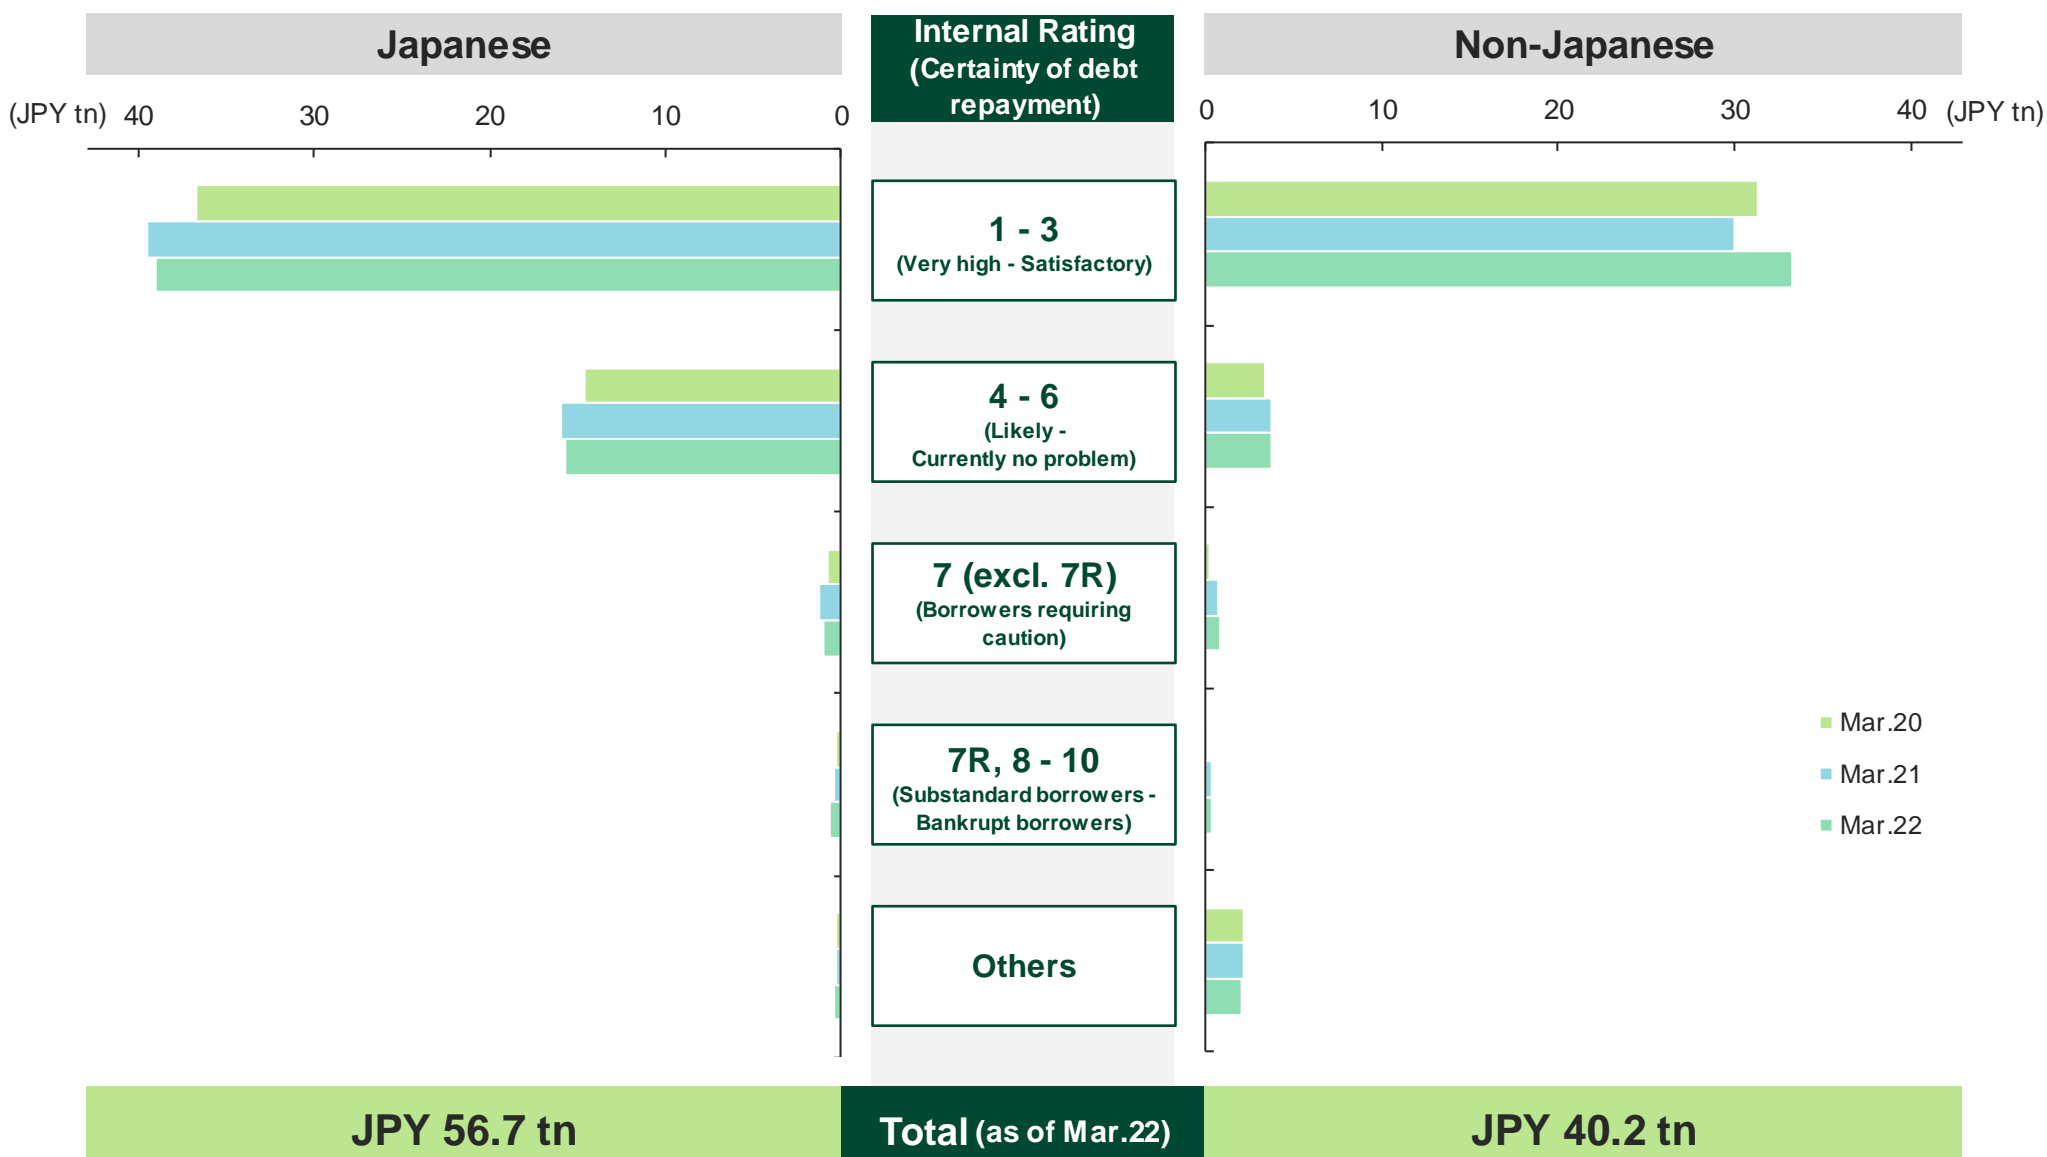 Japanese
Internal Rating
(Certainty of debt
repayment)
Non-Japanese
(JPY tn) 40 30 20 10 0
0 10 20 30 40 (JPY tn)
1 - 3
(Very high - Satisfactory)
4 - 6
(Likely -
Currently no problem)
7 (excl. 7R)
(Borrowers requiring
caution)
7R, 8 - 10
(Substandard borrowers -
Bankrupt borrowers)
Others
Mar.20
Mar.21
Mar.22
JPY 56.7 tn
Total (as of Mar.22)
JPY 40.2 tn